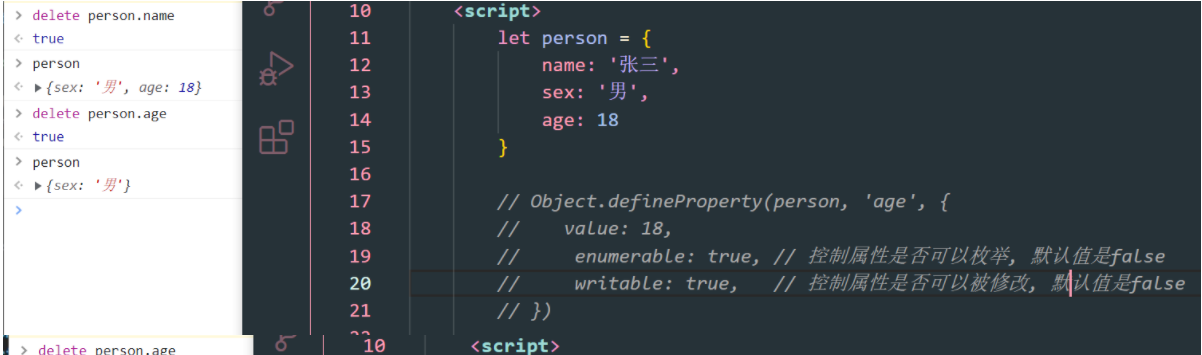 > delete person.name
< true
> person
< ▶{sex: '男', age: 18}
> delete person.age
< true
> person
< ▶{sex: '男'}
>
10 <script>
11 let person = {
12 name: '张三',
13 sex: '男',
14 age: 18
15 }
16
17 // Object.defineProperty(person, 'age', {
18 // value: 18,
19 // enumerable: true, // 控制属性是否可以枚举, 默认值是false
20 // writable: true, // 控制属性是否可以被修改, 默认值是false
21 // })
> delete person.age
10 <script>